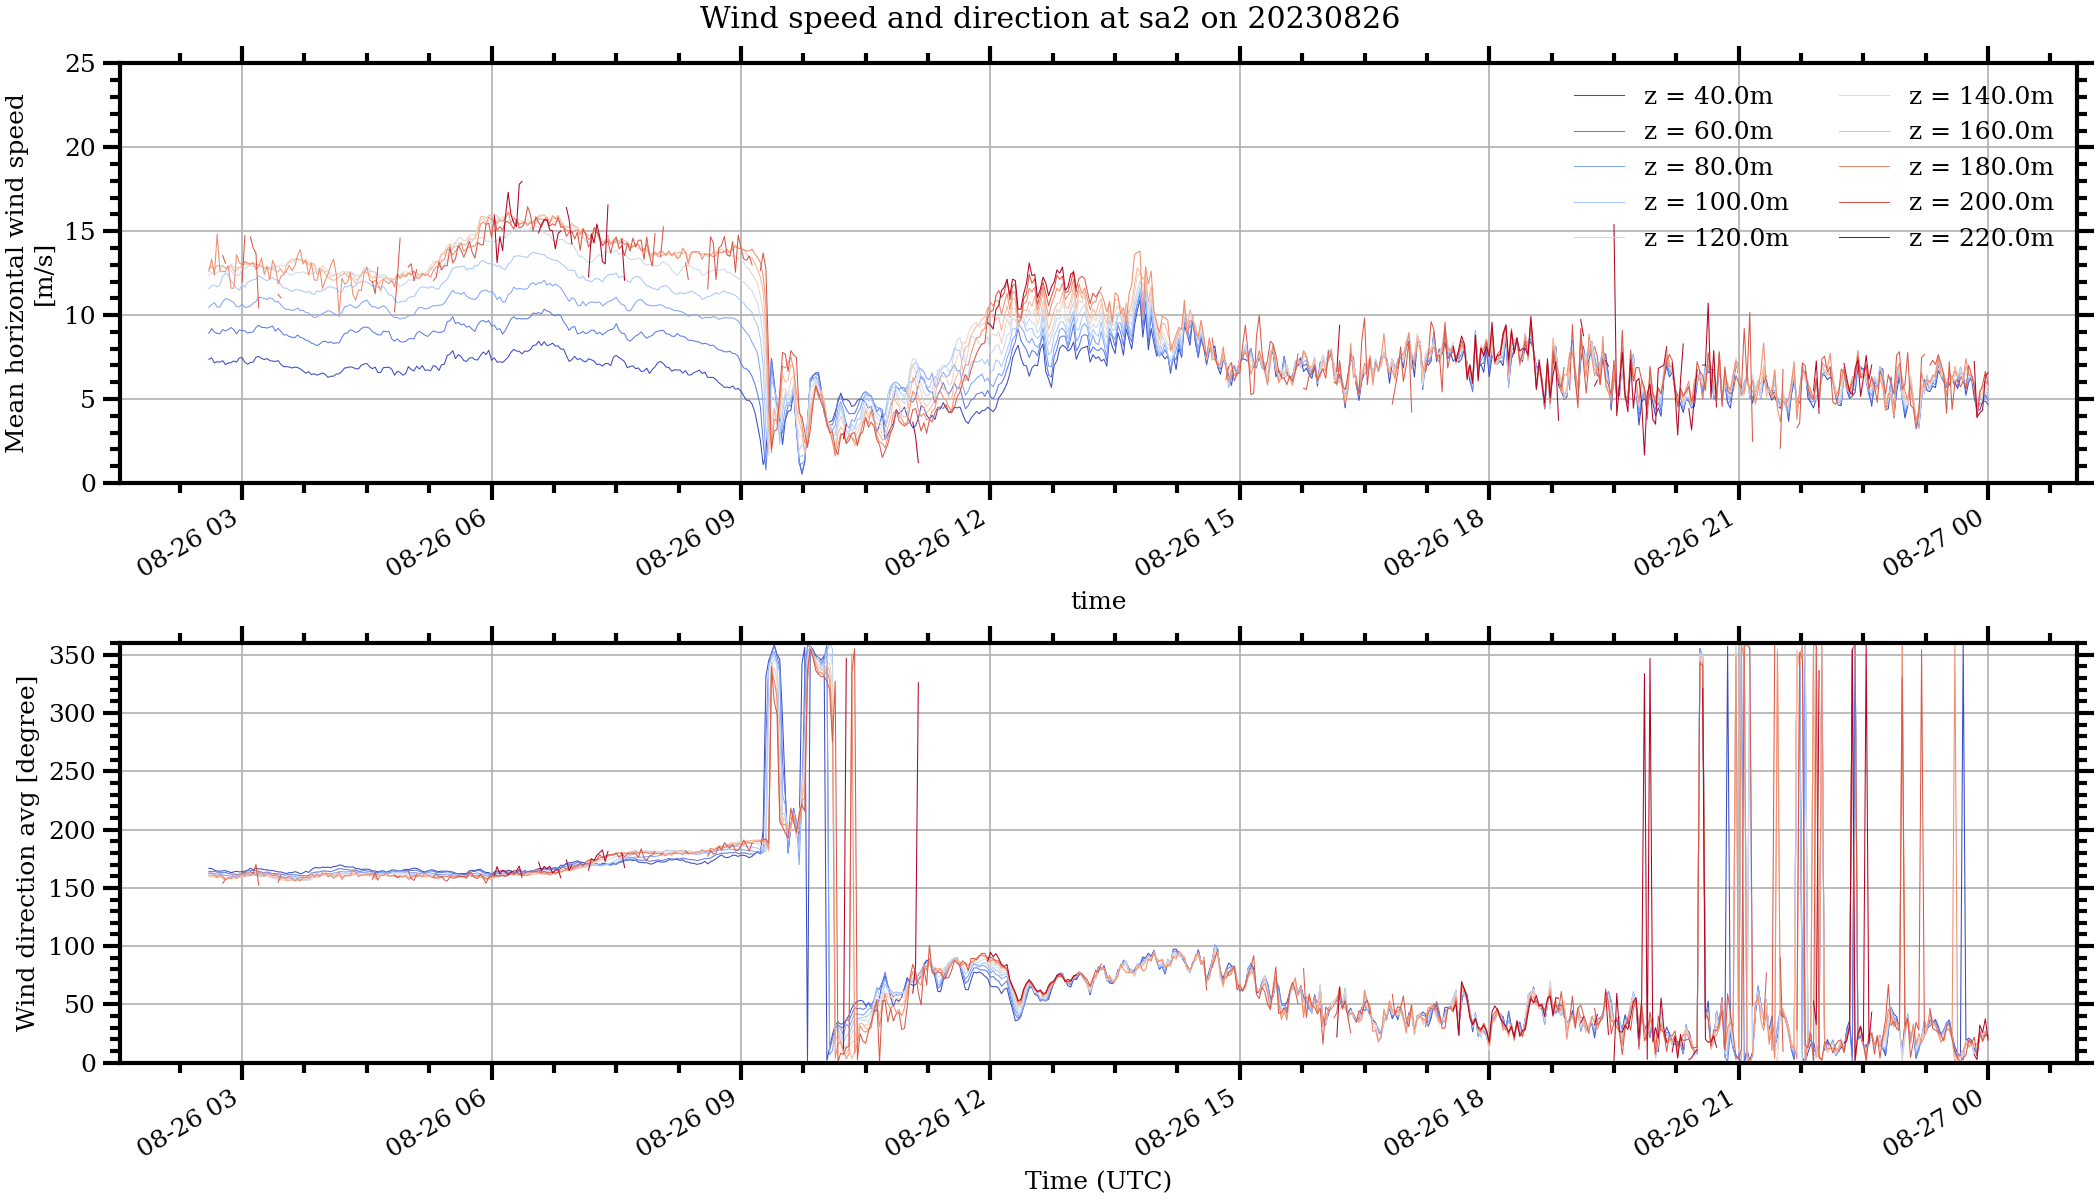 Wind speed and direction at sa2 on 20230826
Mean horizontal wind speed
[m/s]
25
20
15
10
5
0
z = 40.0m
z = 60.0m
z = 80.0m
z = 100.0m
z = 120.0m
z = 140.0m
z = 160.0m
z = 180.0m
z = 200.0m
z = 220.0m
08-26 03
08-26 06
08-26 09
08-26 12
08-26 15
08-26 18
08-26 21
08-27 00
time
Wind direction avg [degree]
350
300
250
200
150
100
50
0
08-26 03
08-26 06
08-26 09
08-26 12
08-26 15
08-26 18
08-26 21
08-27 00
Time (UTC)